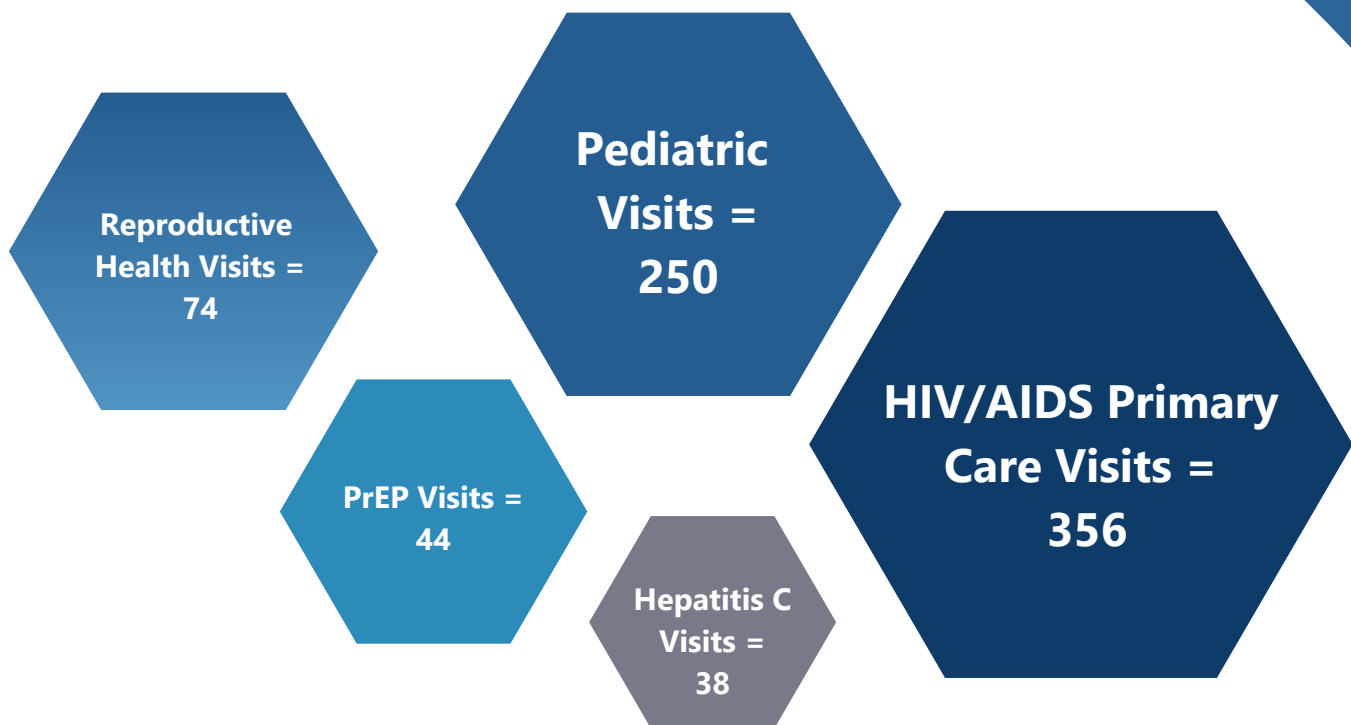 Reproductive
Health Visits =
74
Pediatric
Visits =
250
HIV/AIDS Primary
Care Visits =
356
PrEP Visits =
44
Hepatitis C
Visits =
38